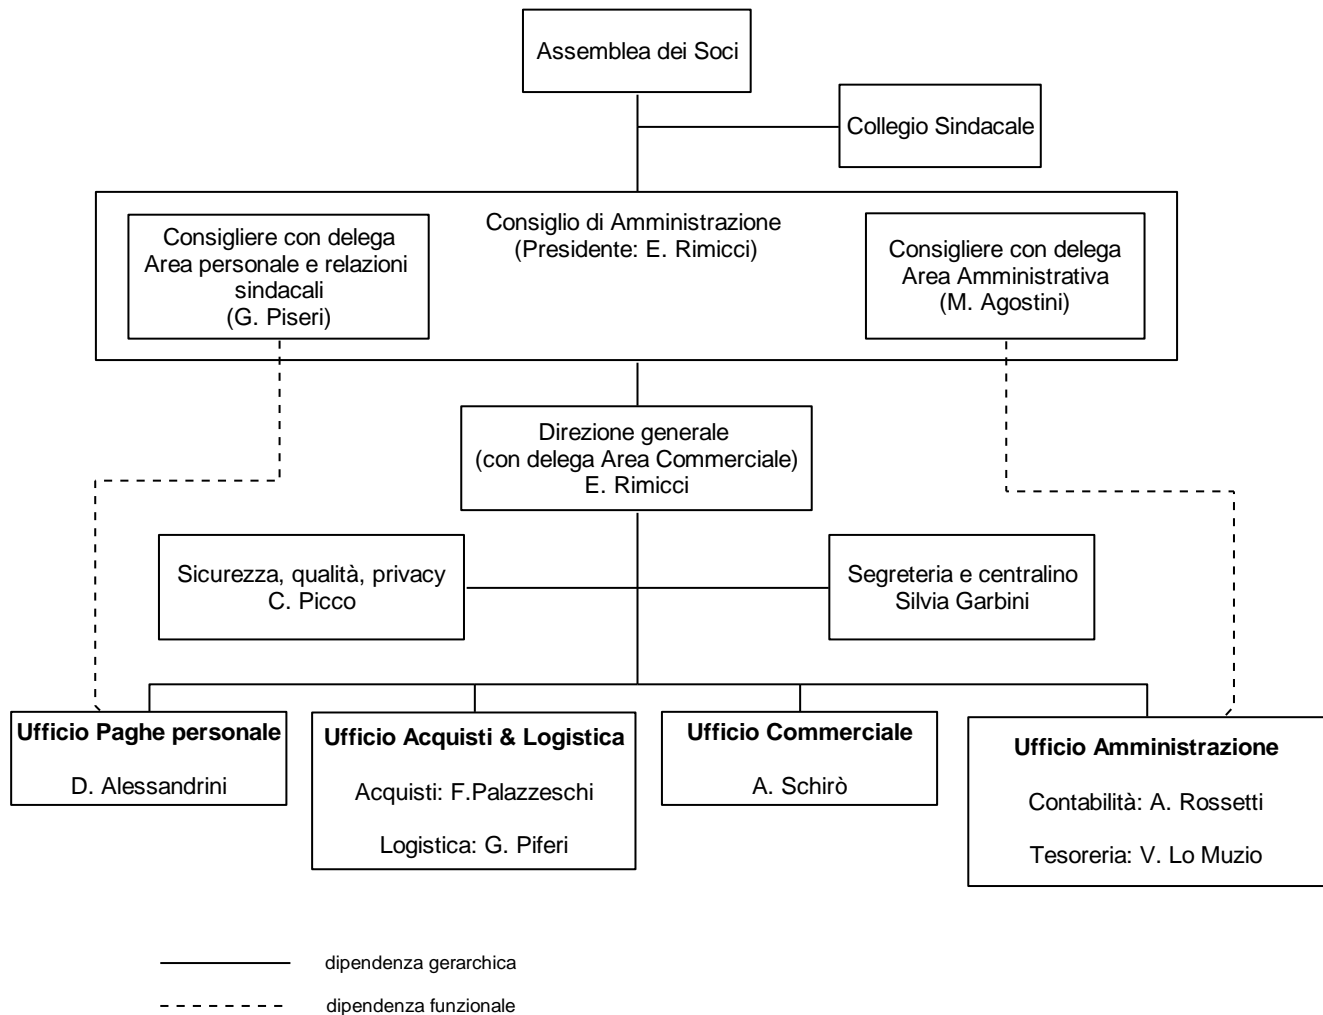 Assemblea dei Soci
Collegio Sindacale
Consiglio di Amministrazione
(Presidente: E. Rimicci)
Consigliere con delega
Area personale e relazioni
sindacali
(G. Piseri)
Consigliere con delega
Area Amministrativa
(M. Agostini)
Direzione generale
(con delega Area Commerciale)
E. Rimicci
Sicurezza, qualità, privacy
C. Picco
Segreteria e centralino
Silvia Garbini
Ufficio Paghe personale
D. Alessandrini
Ufficio Acquisti & Logistica
Acquisti: F.Palazzeschi
Logistica: G. Piferi
Ufficio Commerciale
A. Schirò
Ufficio Amministrazione
Contabilità: A. Rossetti
Tesoreria: V. Lo Muzio
dipendenza gerarchica
dipendenza funzionale